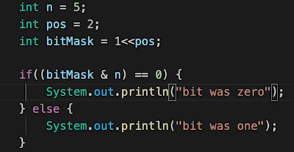 int n = 5;
int pos = 2;
int bitMask = 1<<pos;
if((bitMask & n) == 0) {
System.out.println("bit was zero");
} else {
System.out.println("bit was one");
}